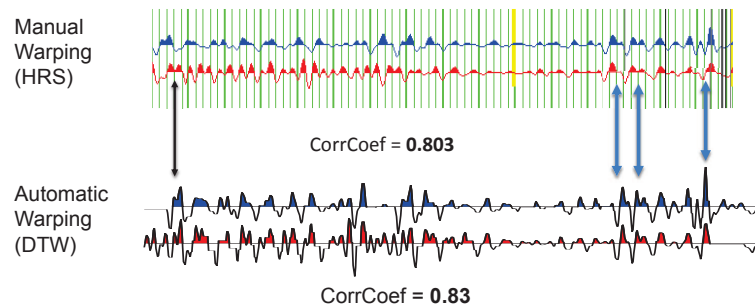 Manual
Warping
(HRS)
CorrCoef = 0.803
Automatic
Warping
(DTW)
CorrCoef = 0.83